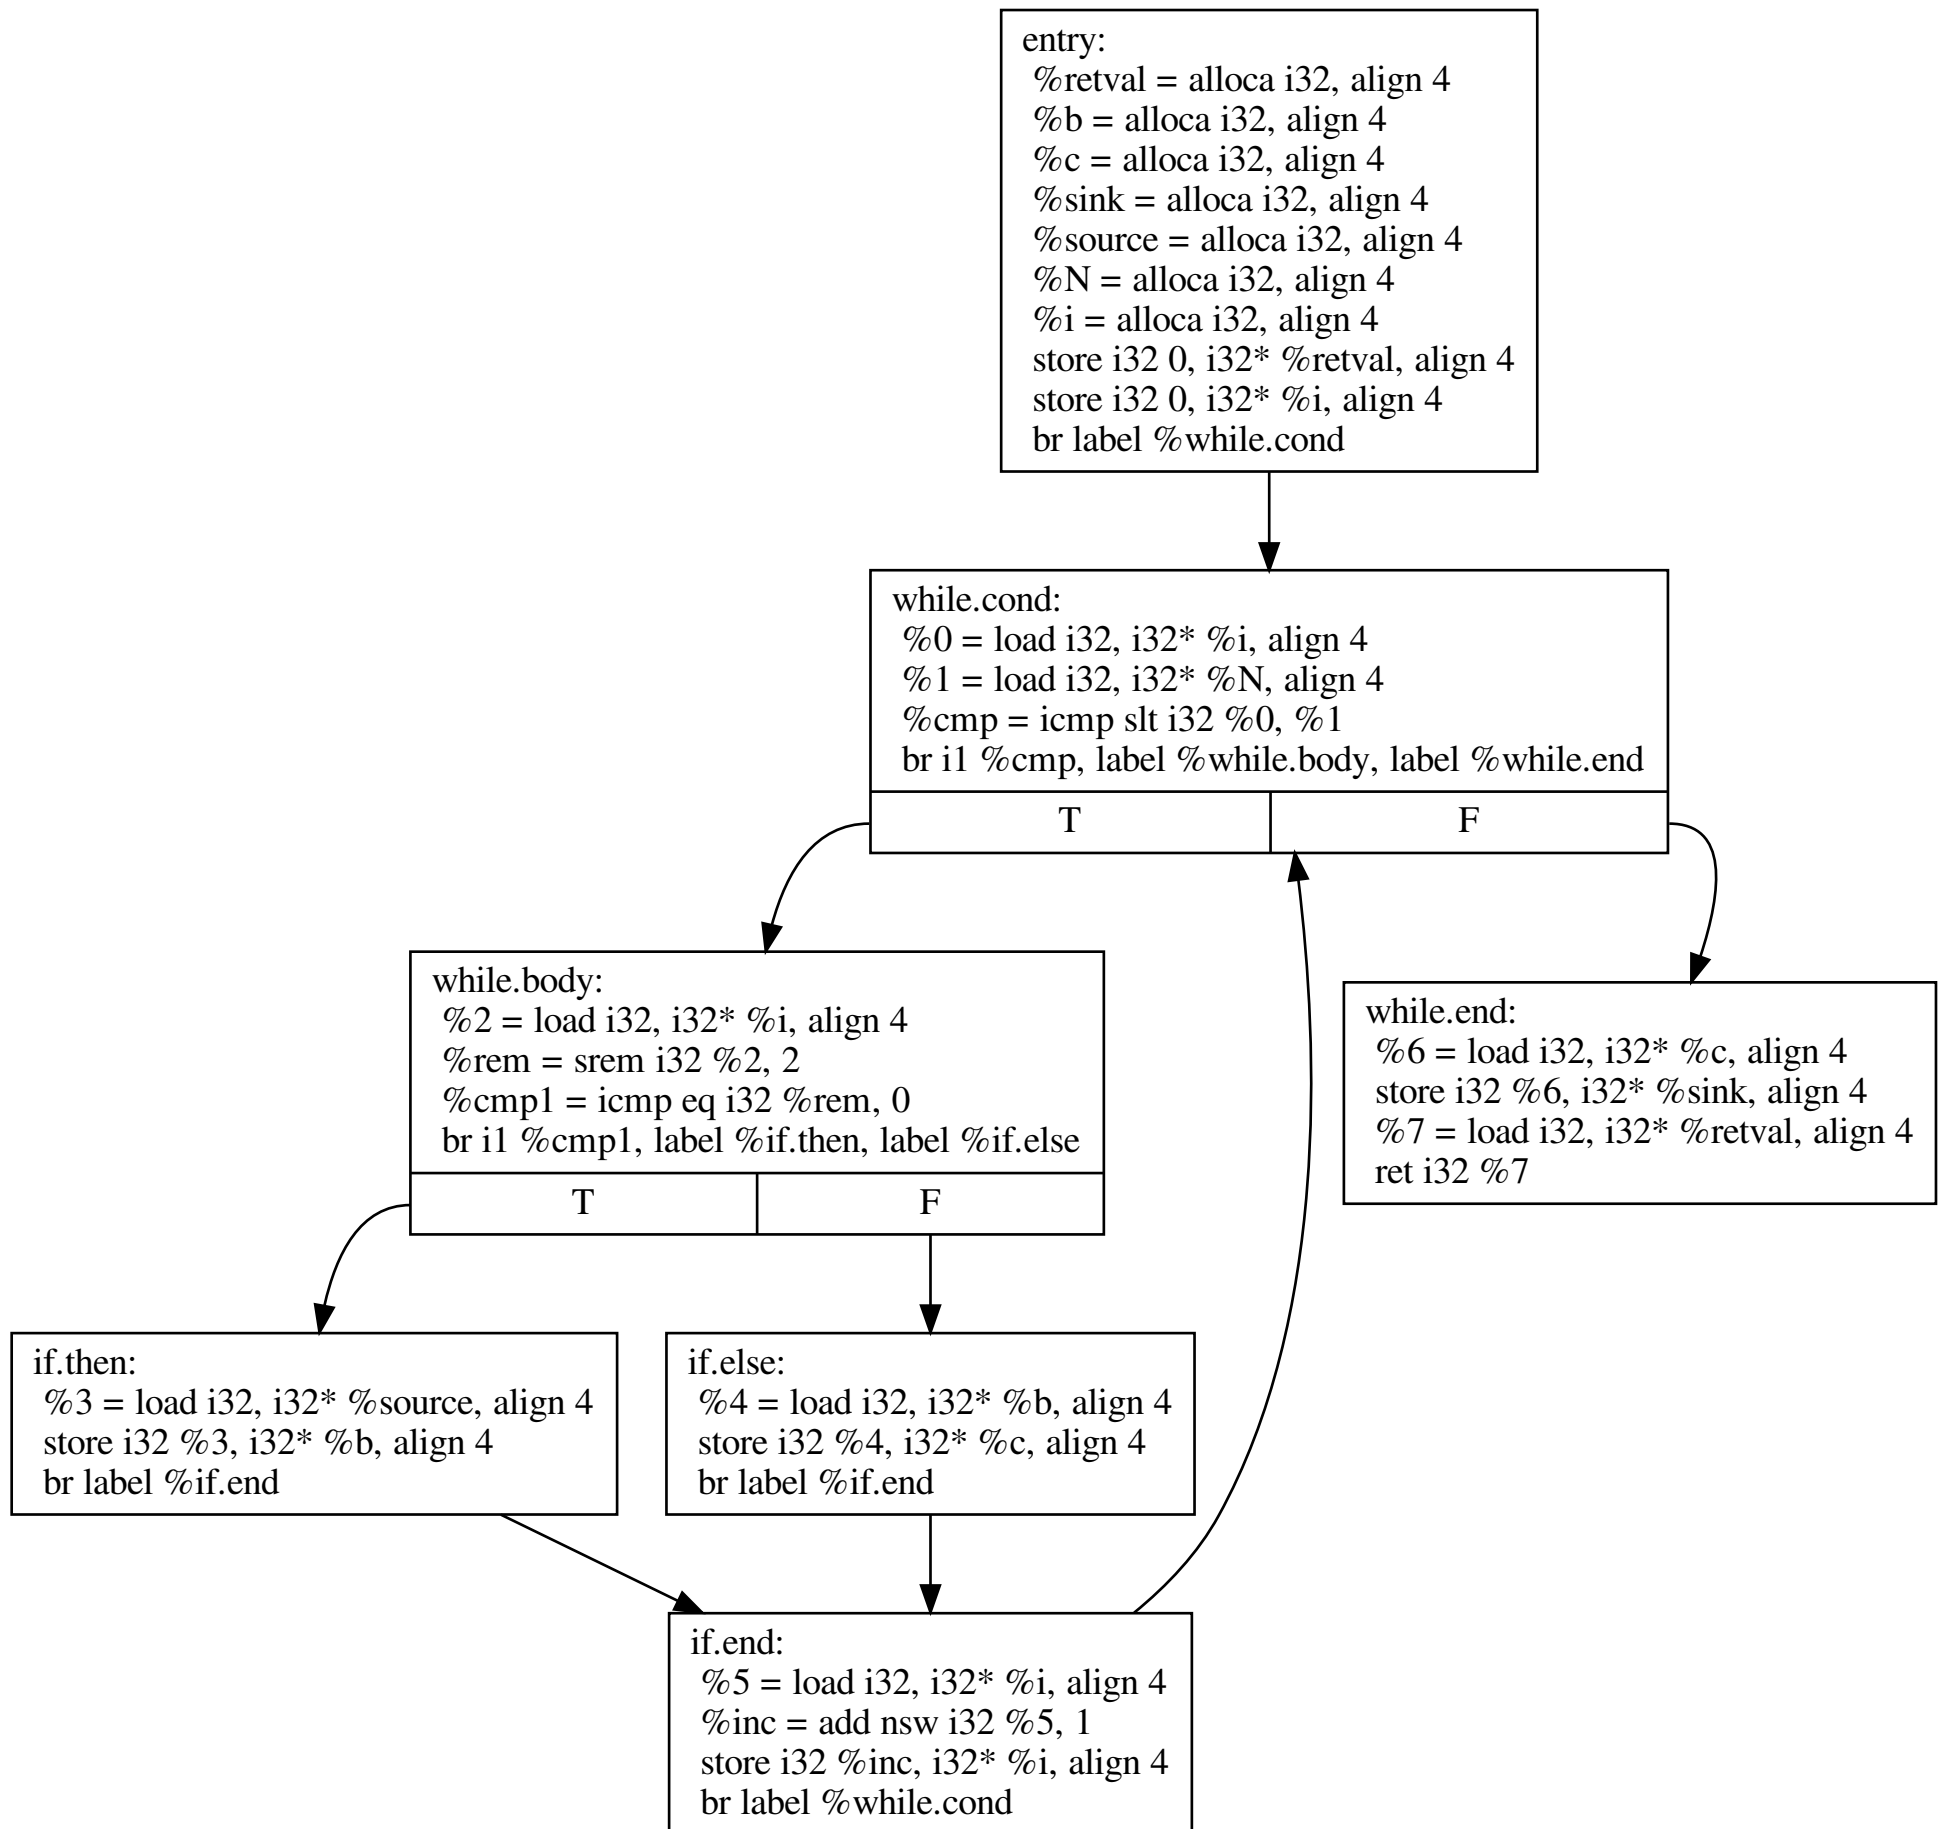 entry:
%retval = alloca i32, align 4
%b = alloca i32, align 4
%c = alloca i32, align 4
%sink = alloca i32, align 4
%source = alloca i32, align 4
%N = alloca i32, align 4
%i = alloca i32, align 4
store i32 0, i32* %retval, align 4
store i32 0, i32* %i, align 4
br label %while.cond
while.cond:
%0 = load i32, i32* %i, align 4
%1 = load i32, i32* %N, align 4
%cmp = icmp slt i32 %0, %1
br i1 %cmp, label %while.body, label %while.end
T
F
while.body:
%2 = load i32, i32* %i, align 4
%rem = srem i32 %2, 2
%cmp1 = icmp eq i32 %rem, 0
br i1 %cmp1, label %if.then, label %if.else
T
F
while.end:
%6 = load i32, i32* %c, align 4
store i32 %6, i32* %sink, align 4
%7 = load i32, i32* %retval, align 4
ret i32 %7
if.then:
%3 = load i32, i32* %source, align 4
store i32 %3, i32* %b, align 4
br label %if.end
if.else:
%4 = load i32, i32* %b, align 4
store i32 %4, i32* %c, align 4
br label %if.end
if.end:
%5 = load i32, i32* %i, align 4
%inc = add nsw i32 %5, 1
store i32 %inc, i32* %i, align 4
br label %while.cond